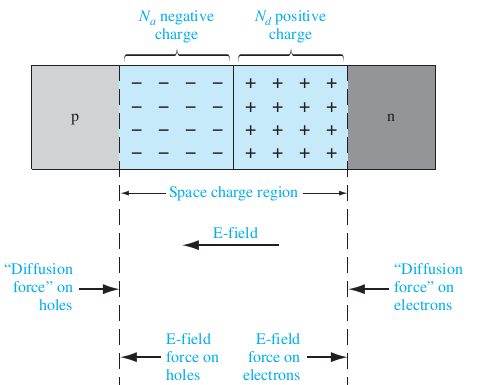 N_a negative
charge
N_d positive
charge
− − − − + + + +
− − − − + + + +
− − − − + + + +
− − − − + + + +
p
n
Space charge region
E-field
“Diffusion
force” on
holes
“Diffusion
force” on
electrons
E-field
force on
holes
E-field
force on
electrons